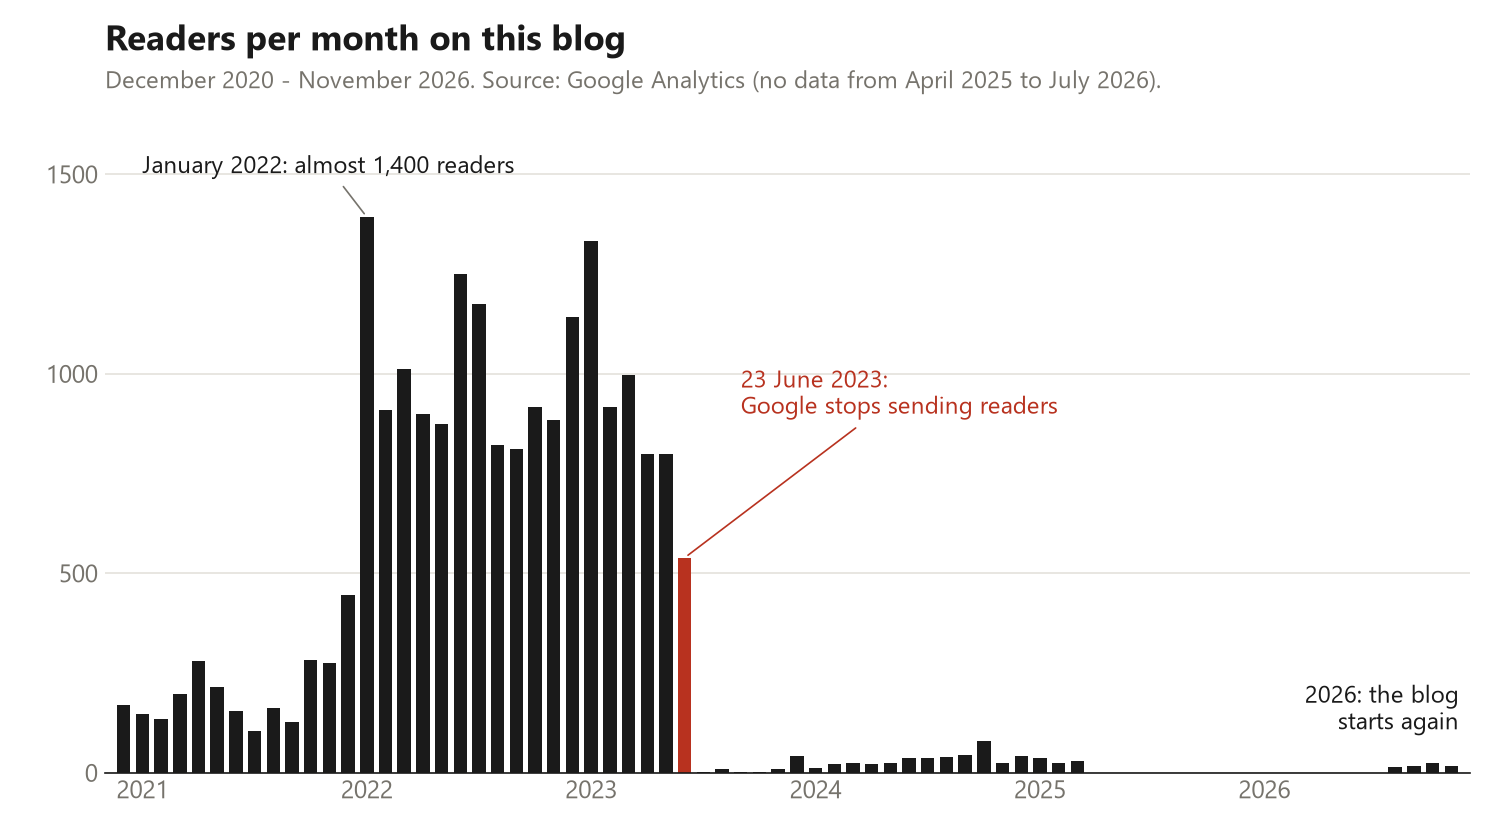 Readers per month on this blog
December 2020 - November 2026. Source: Google Analytics (no data from April 2025 to July 2026).
January 2022: almost 1,400 readers
1500
1000
23 June 2023:
Google stops sending readers
500
2026: the blog
starts again
0
2021 2022 2023 2024 2025 2026